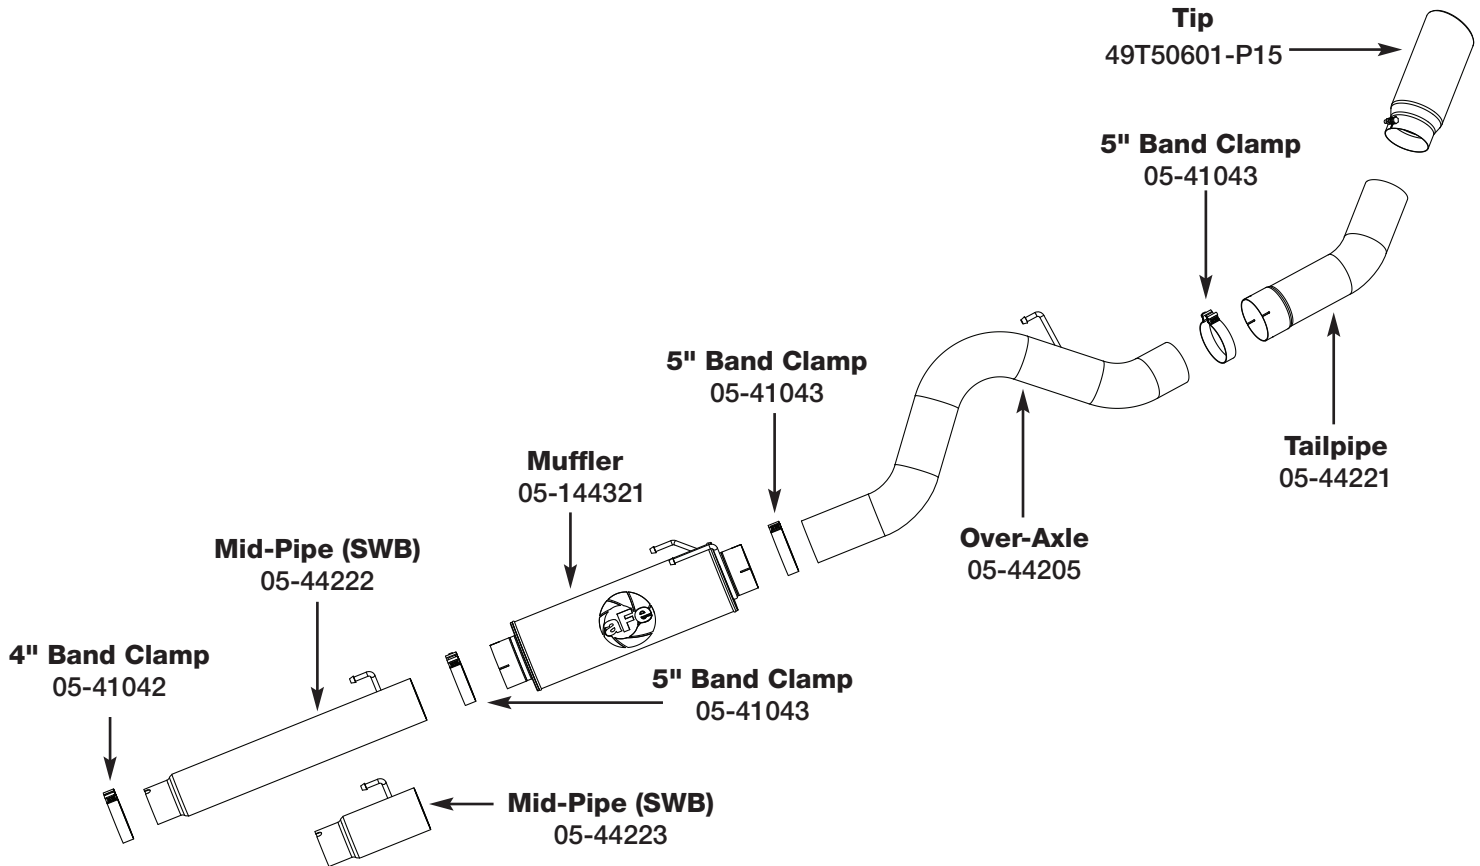 Tip
49T50601-P15
5" Band Clamp
05-41043
5" Band Clamp
05-41043
Tailpipe
05-44221
Muffler
05-144321
Over-Axle
05-44205
Mid-Pipe (SWB)
05-44222
aFe
4" Band Clamp
05-41042
5" Band Clamp
05-41043
Mid-Pipe (SWB)
05-44223